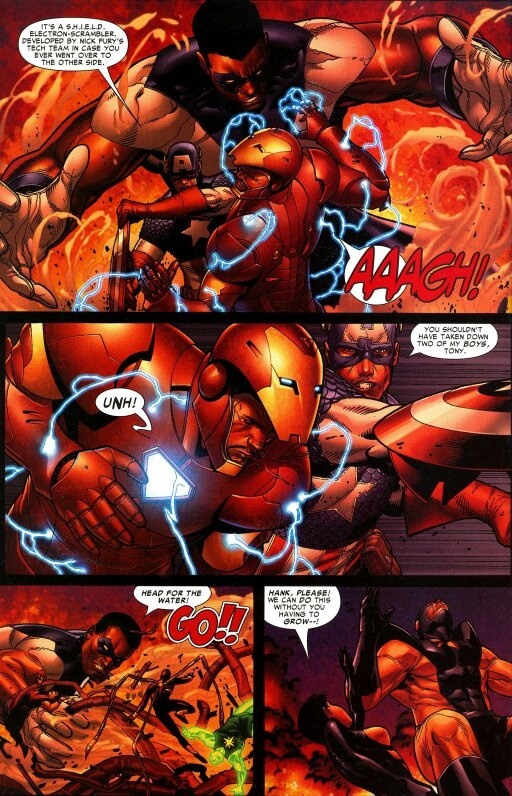 IT'S A S.H.I.E.L.D.
ELECTRON-SCRAMBLER,
DEVELOPED BY NICK FURY'S
TECH TEAM IN CASE YOU
EVER WENT OVER TO
THE OTHER SIDE.
AAAGH!
YOU SHOULDN'T
HAVE TAKEN DOWN
TWO OF MY BOYS,
TONY.
UNH!
HEAD FOR THE
WATER!
GO!!
HANK, PLEASE!
WE CAN DO THIS
WITHOUT YOU
HAVING TO
GROW--!